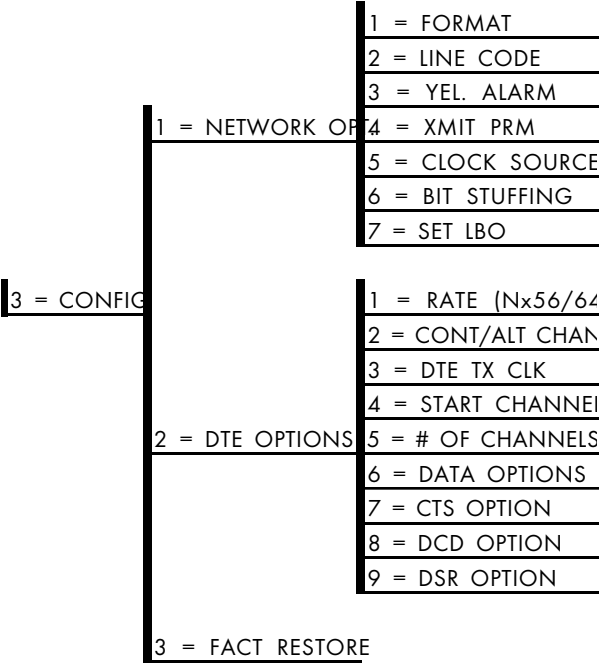 1 = FORMAT
2 = LINE CODE
3 = YEL. ALARM
1 = NETWORK OPT.
4 = XMIT PRM
5 = CLOCK SOURCE
6 = BIT STUFFING
7 = SET LBO
3 = CONFIG
1 = RATE (Nx56/64
2 = CONT/ALT CHAN
3 = DTE TX CLK
4 = START CHANNEL
2 = DTE OPTIONS
5 = # OF CHANNELS
6 = DATA OPTIONS
7 = CTS OPTION
8 = DCD OPTION
9 = DSR OPTION
3 = FACT RESTORE